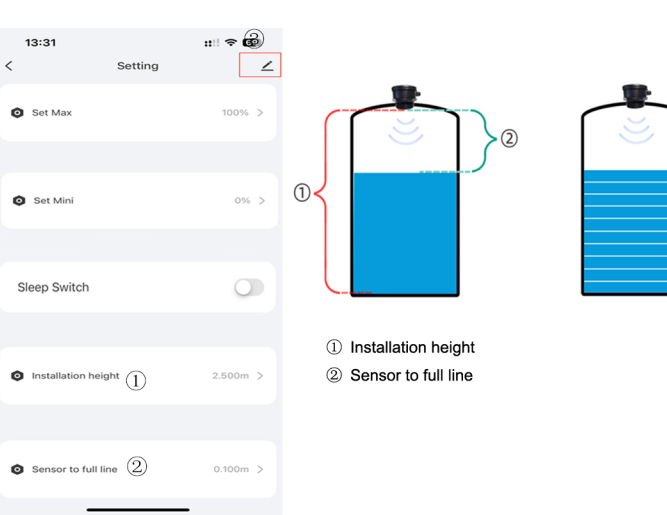 13:31
③
69
Setting
Set Max 100%
Set Mini 0%
Sleep Switch
Installation height ① 2.500m
Sensor to full line ② 0.100m
①
②
① Installation height
② Sensor to full line